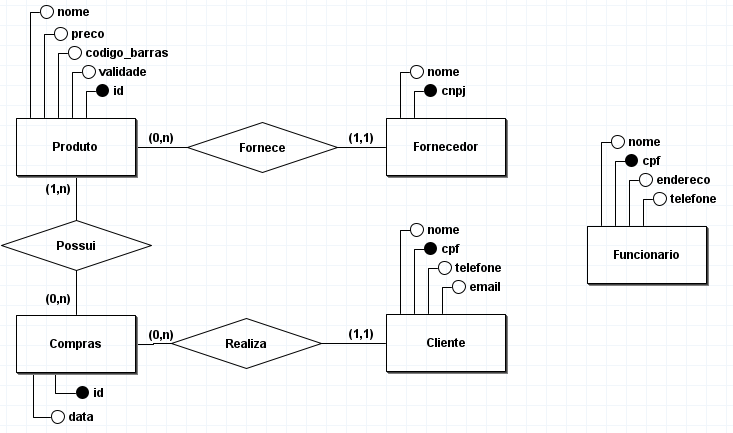 nome
preco
codigo_barras
validade
id
Produto
(0,n)
Fornece
(1,1)
nome
cnpj
Fornecedor
nome
cpf
endereco
telefone
Funcionario
(1,n)
Possui
(0,n)
Compras
id
data
(0,n)
Realiza
(1,1)
nome
cpf
telefone
email
Cliente